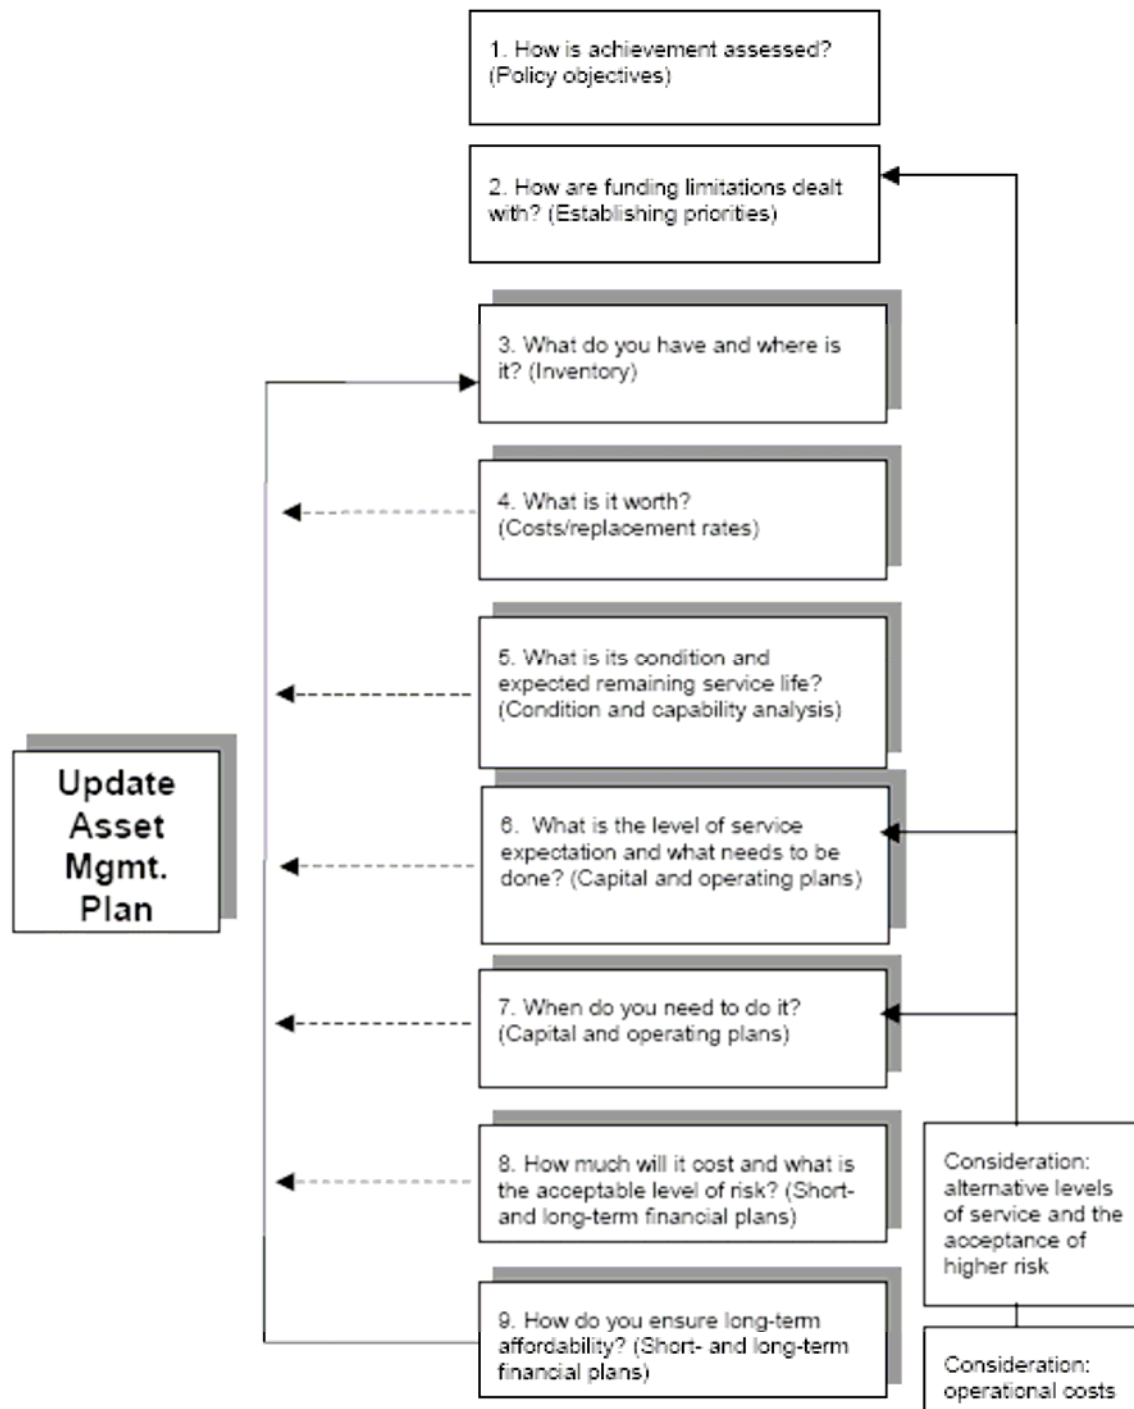 1. How is achievement assessed?
(Policy objectives)
2. How are funding limitations dealt
with? (Establishing priorities)
3. What do you have and where is
it? (Inventory)
4. What is it worth?
(Costs/replacement rates)
5. What is its condition and
expected remaining service life?
(Condition and capability analysis)
Update
Asset
Mgmt.
Plan
6. What is the level of service
expectation and what needs to be
done? (Capital and operating plans)
7. When do you need to do it?
(Capital and operating plans)
8. How much will it cost and what is
the acceptable level of risk? (Short-
and long-term financial plans)
Consideration:
alternative levels
of service and the
acceptance of
higher risk
9. How do you ensure long-term
affordability? (Short- and long-term
financial plans)
Consideration:
operational costs